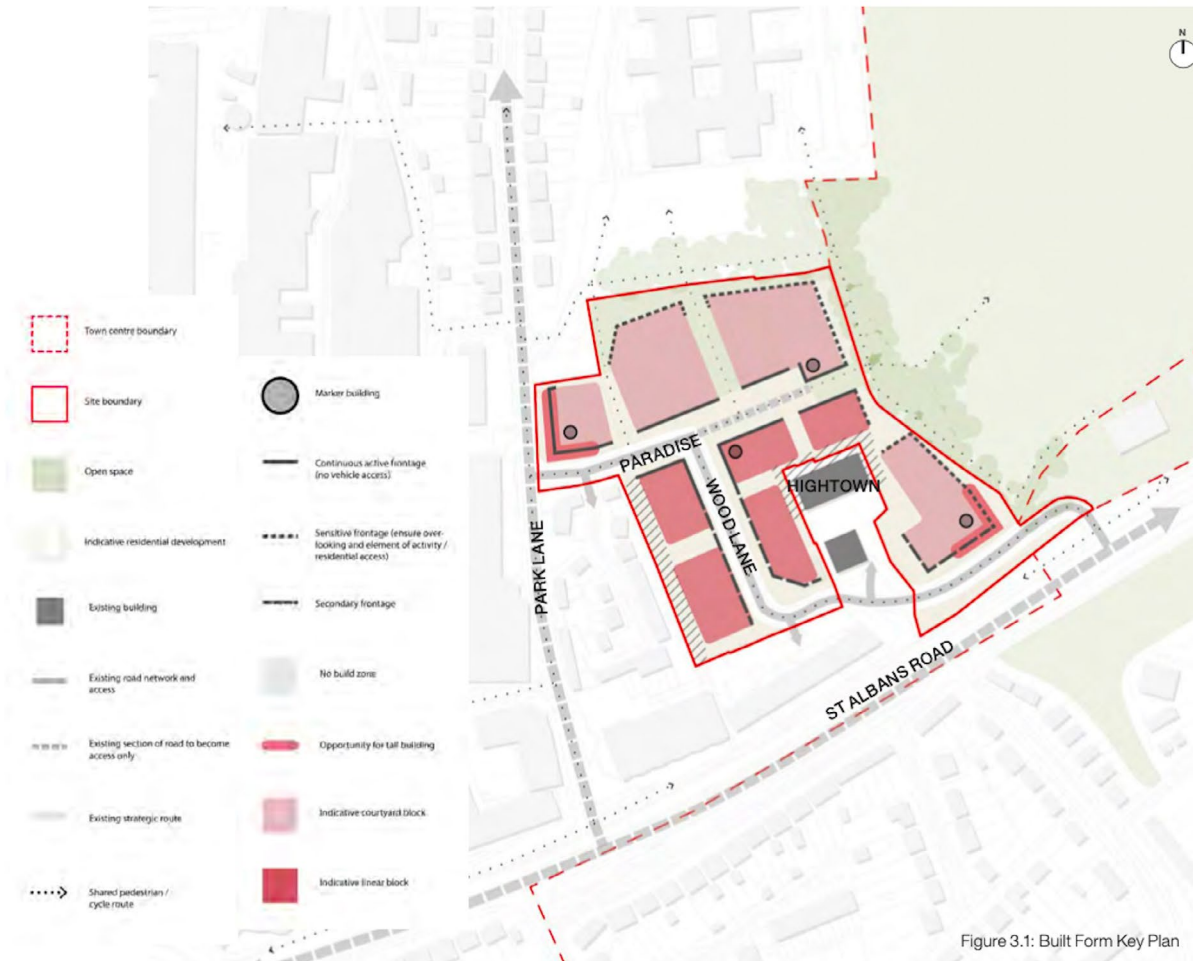 N
Town centre boundary
Site boundary
Open space
Indicative residential development
Existing building
Existing road network and
access
Existing section of road to become
access only
Existing strategic route
Shared pedestrian /
cycle route
Marker building
Continuous active frontage
(no vehicle access)
Sensitive frontage (ensure over-
looking and element of activity /
residential access)
Secondary frontage
No build zone
Opportunity for tall building
Indicative courtyard block
Indicative linear block
PARADISE
HIGHTOWN
WOOD LANE
PARK LANE
ST ALBANS ROAD
Figure 3.1: Built Form Key Plan